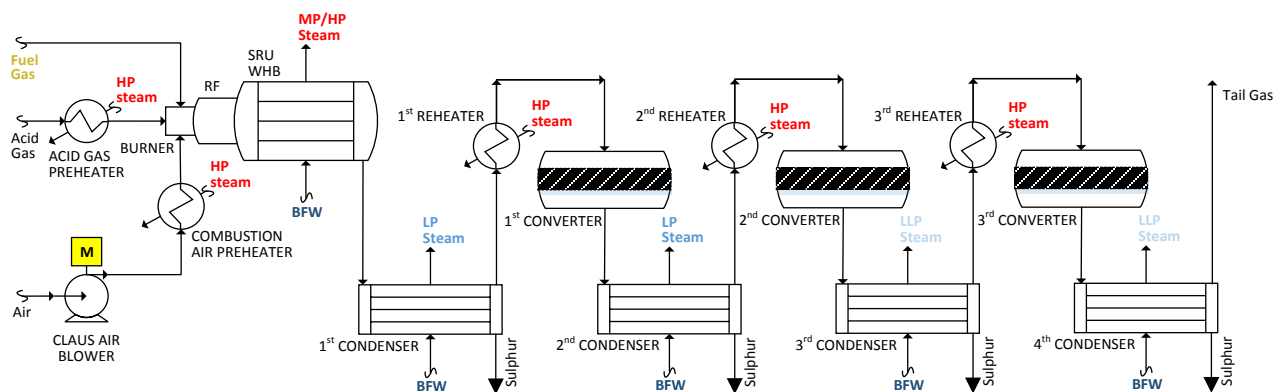 Fuel
Gas
HP
steam
Acid
Gas
ACID GAS
PREHEATER
BURNER
RF
SRU
WHB
MP/HP
Steam
BFW
HP
steam
COMBUSTION
AIR PREHEATER
M
Air
CLAUS AIR
BLOWER
1st REHEATER
HP
steam
1st CONVERTER
LP
Steam
1st CONDENSER
BFW
Sulphur
2nd REHEATER
HP
steam
2nd CONVERTER
LP
Steam
2nd CONDENSER
BFW
Sulphur
3rd REHEATER
HP
steam
3rd CONVERTER
LLP
Steam
3rd CONDENSER
BFW
Sulphur
LLP
Steam
4th CONDENSER
BFW
Sulphur
Tail Gas